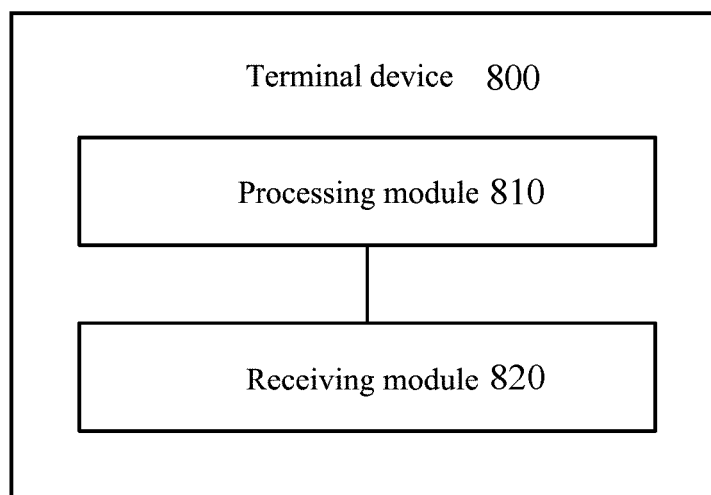 Terminal device 800
Processing module 810
Receiving module 820